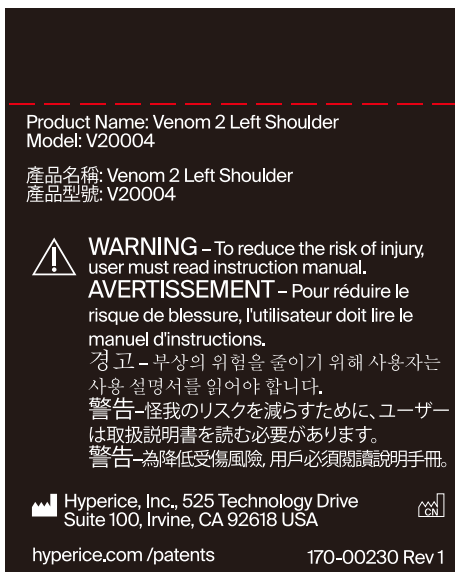 Product Name: Venom 2 Left Shoulder
Model: V20004
產品名稱: Venom 2 Left Shoulder
產品型號: V20004
WARNING – To reduce the risk of injury,
user must read instruction manual.
AVERTISSEMENT – Pour réduire le
risque de blessure, l'utilisateur doit lire le
manuel d'instructions.
경고 – 부상의 위험을 줄이기 위해 사용자는
사용 설명서를 읽어야 합니다.
警告–怪我のリスクを減らすために、ユーザー
は取扱説明書を読む必要があります。
警告–為降低受傷風險, 用戶必須閱讀說明手冊。
Hyperice, Inc., 525 Technology Drive
Suite 100, Irvine, CA 92618 USA
CN
hyperice.com /patents
170-00230 Rev 1